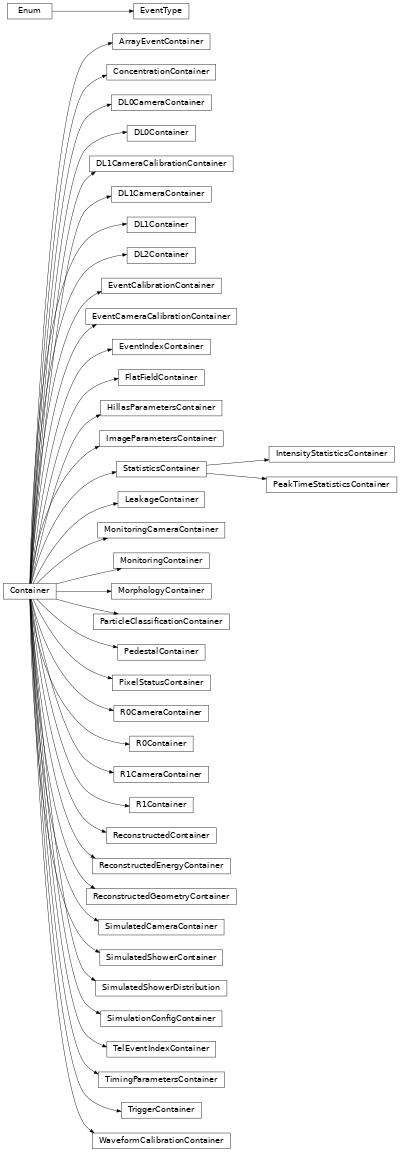 Enum
EventType
ArrayEventContainer
ConcentrationContainer
DL0CameraContainer
DL0Container
DL1CameraCalibrationContainer
DL1CameraContainer
DL1Container
DL2Container
EventCalibrationContainer
EventCameraCalibrationContainer
EventIndexContainer
FlatFieldContainer
HillasParametersContainer
ImageParametersContainer
StatisticsContainer
IntensityStatisticsContainer
PeakTimeStatisticsContainer
LeakageContainer
MonitoringCameraContainer
MonitoringContainer
Container
MorphologyContainer
ParticleClassificationContainer
PedestalContainer
PixelStatusContainer
R0CameraContainer
R0Container
R1CameraContainer
R1Container
ReconstructedContainer
ReconstructedEnergyContainer
ReconstructedGeometryContainer
SimulatedCameraContainer
SimulatedShowerContainer
SimulatedShowerDistribution
SimulationConfigContainer
TelEventIndexContainer
TimingParametersContainer
TriggerContainer
WaveformCalibrationContainer